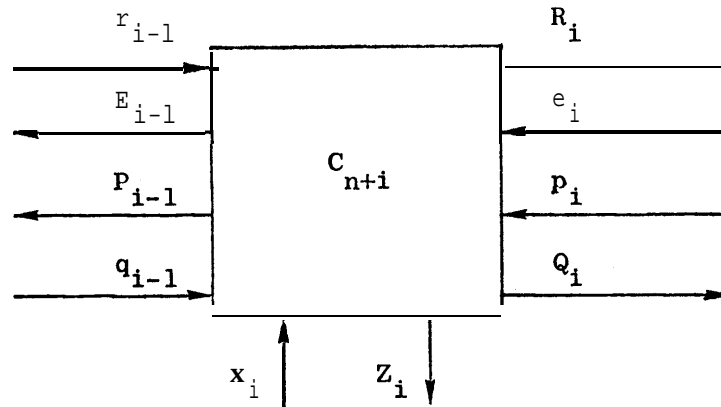 r_{i-1} R_i
E_{i-1} e_i
C_{n+i}
P_{i-1} p_i
q_{i-1} Q_i
x_i Z_i